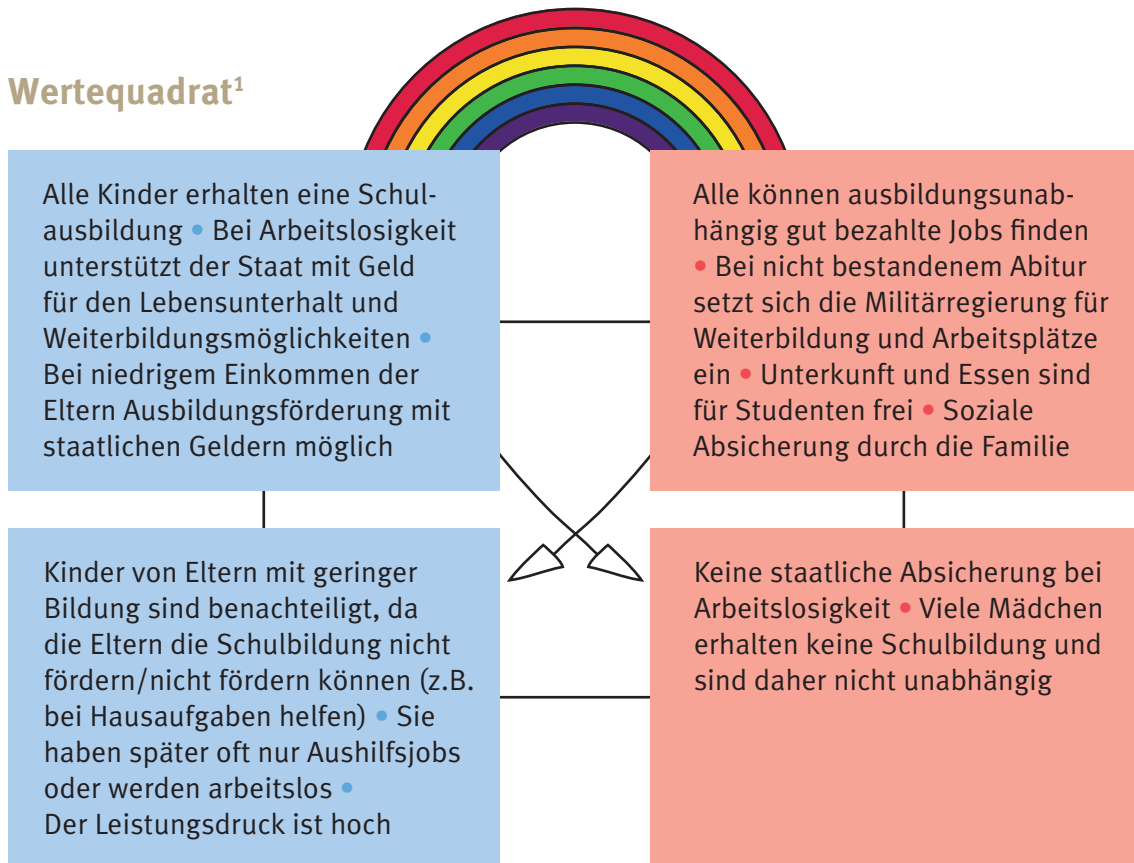 Wertequadrat¹
Alle Kinder erhalten eine Schul-
ausbildung • Bei Arbeitslosigkeit
unterstützt der Staat mit Geld
für den Lebensunterhalt und
Weiterbildungsmöglichkeiten •
Bei niedrigem Einkommen der
Eltern Ausbildungsförderung mit
staatlichen Geldern möglich
Alle können ausbildungsunab-
hängig gut bezahlte Jobs finden
• Bei nicht bestandenem Abitur
setzt sich die Militärregierung für
Weiterbildung und Arbeitsplätze
ein • Unterkunft und Essen sind
für Studenten frei • Soziale
Absicherung durch die Familie
Kinder von Eltern mit geringer
Bildung sind benachteiligt, da
die Eltern die Schulbildung nicht
fördern/nicht fördern können (z.B.
bei Hausaufgaben helfen) • Sie
haben später oft nur Aushilfsjobs
oder werden arbeitslos •
Der Leistungsdruck ist hoch
Keine staatliche Absicherung bei
Arbeitslosigkeit • Viele Mädchen
erhalten keine Schulbildung und
sind daher nicht unabhängig